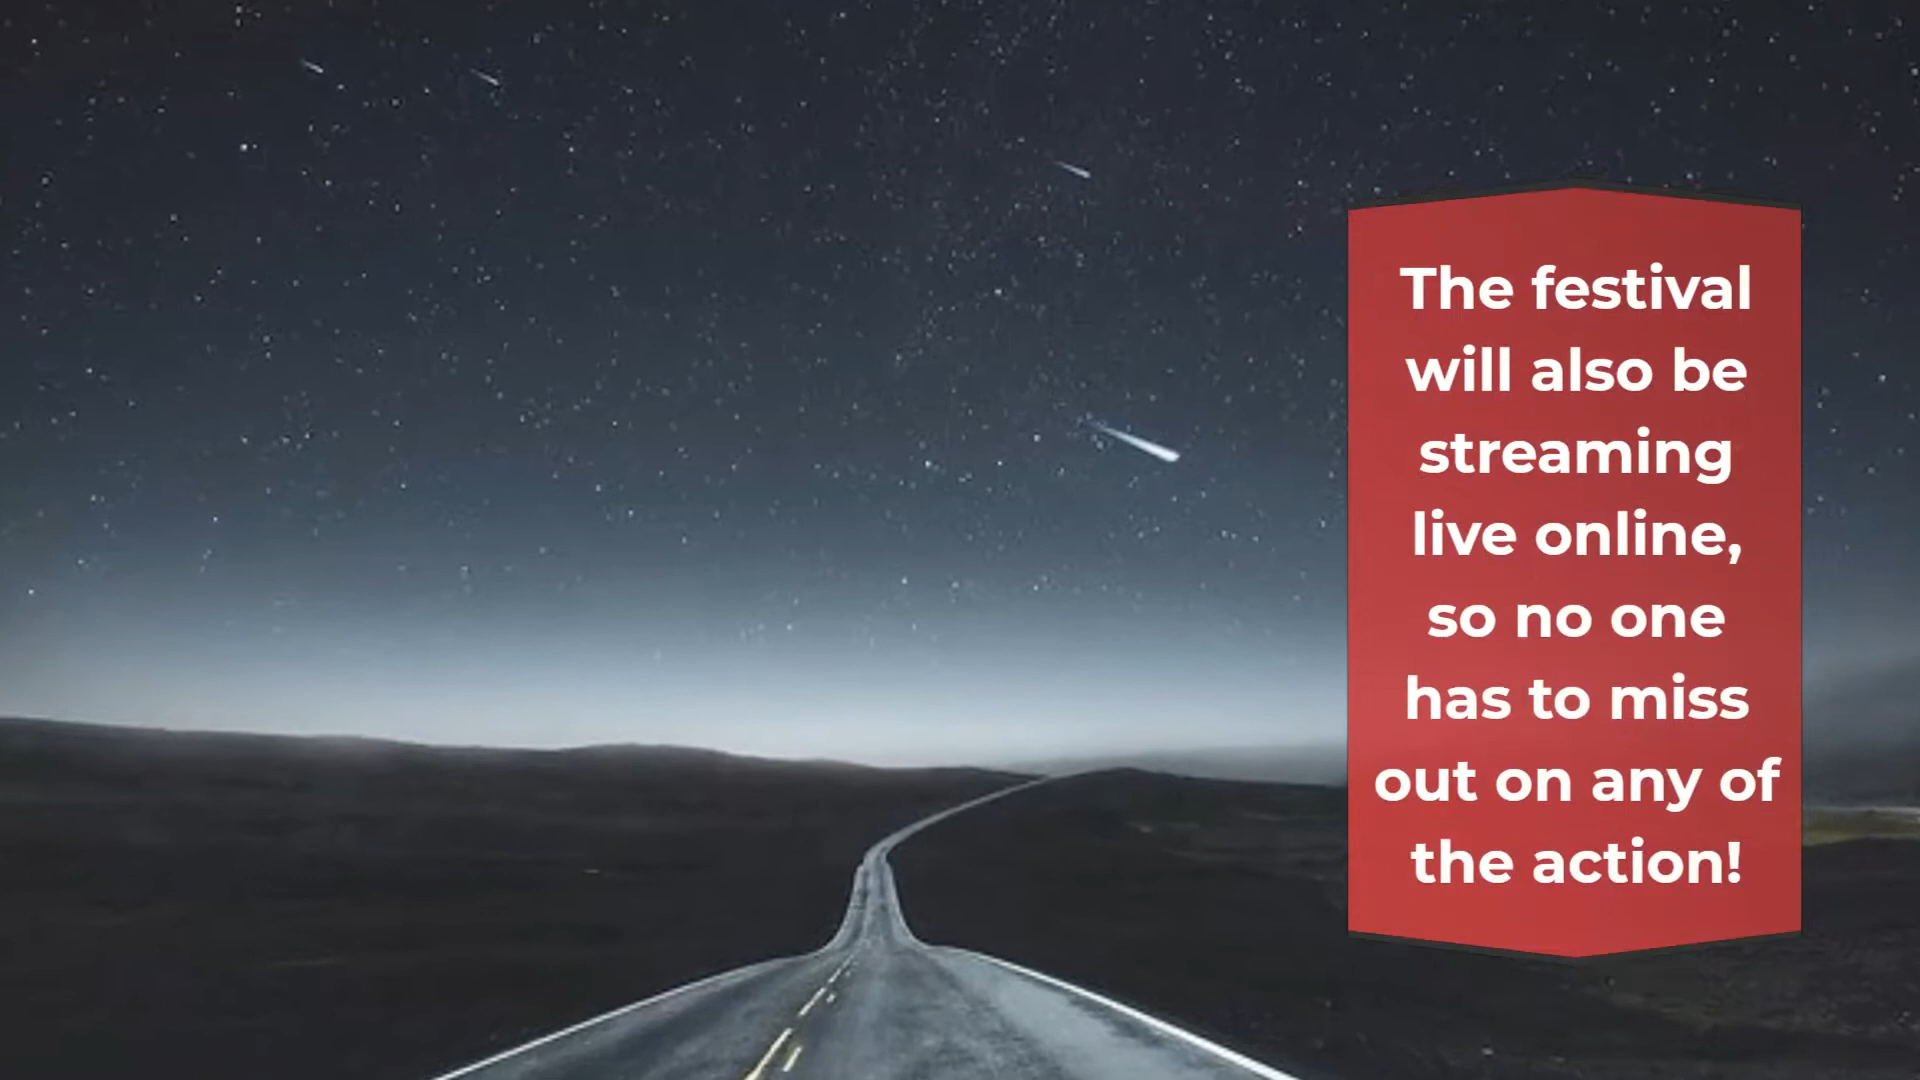 The festival
will also be
streaming
live online,
so no one
has to miss
out on any of
the action!